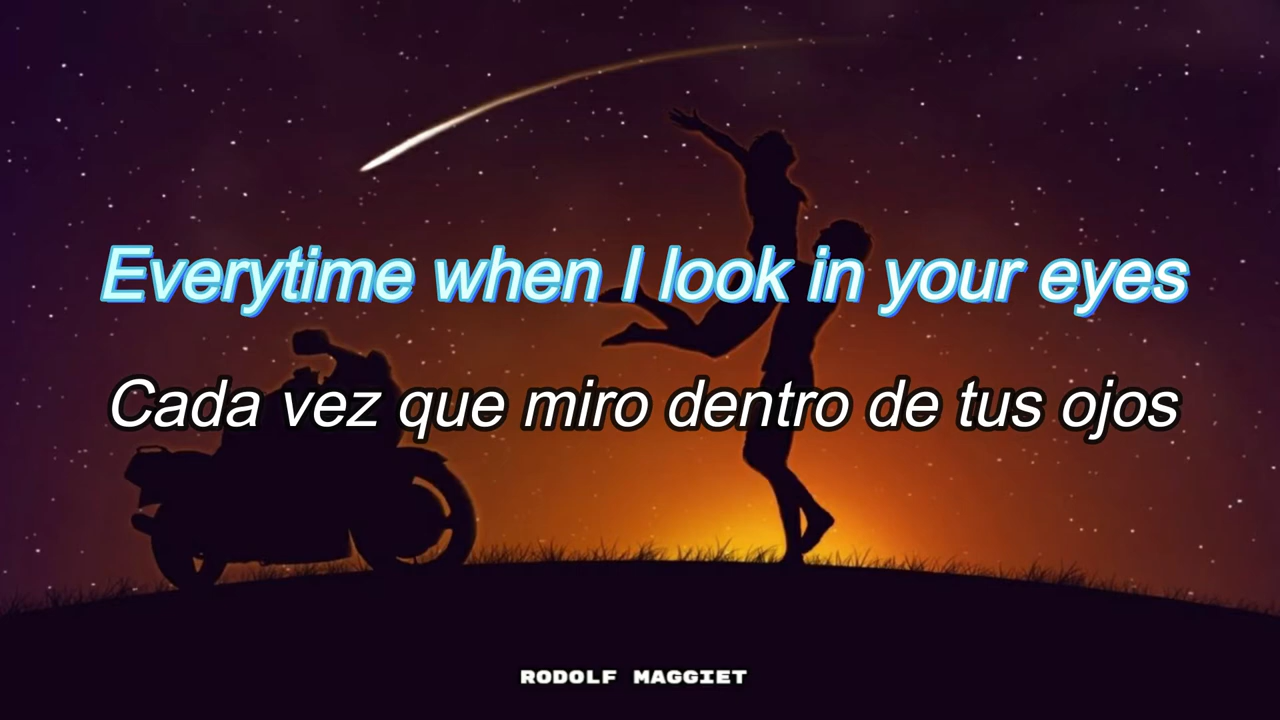 Everytime when I look in your eyes
Cada vez que miro dentro de tus ojos
RODOLF MAGGIET